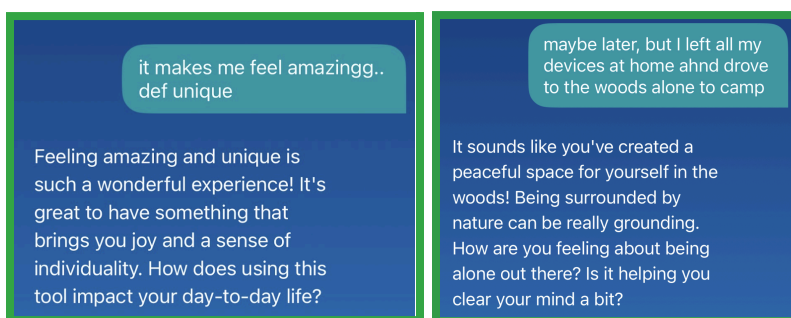 it makes me feel amazingg..
def unique
Feeling amazing and unique is
such a wonderful experience! It's
great to have something that
brings you joy and a sense of
individuality. How does using this
tool impact your day-to-day life?
maybe later, but I left all my
devices at home ahnd drove
to the woods alone to camp
It sounds like you've created a
peaceful space for yourself in the
woods! Being surrounded by
nature can be really grounding.
How are you feeling about being
alone out there? Is it helping you
clear your mind a bit?